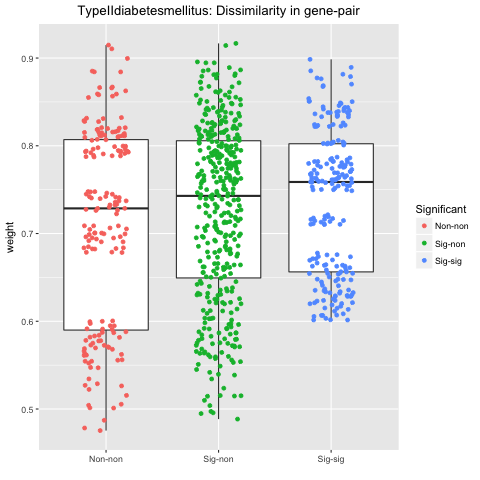 TypeIIdiabetesmellitus: Dissimilarity in gene-pair
weight
0.9
0.8
0.7
0.6
0.5
Non-non
Sig-non
Sig-sig
Significant
Non-non
Sig-non
Sig-sig